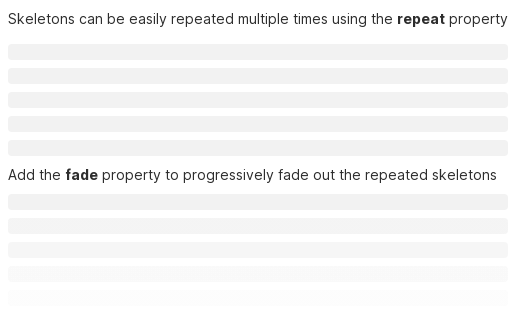 Skeletons can be easily repeated multiple times using the repeat property
Add the fade property to progressively fade out the repeated skeletons